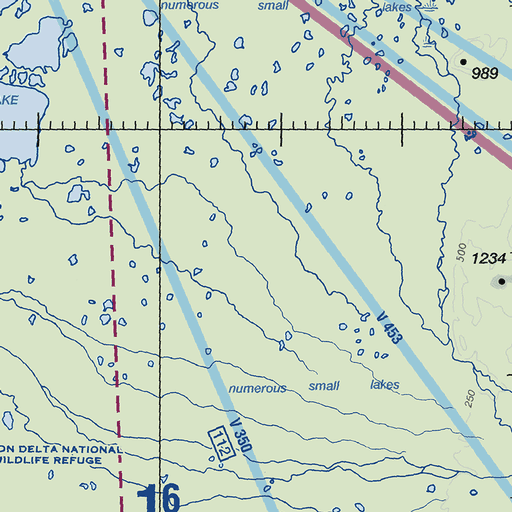 numerous small lakes
989
AKE
500
1234
V 453
numerous small lakes
250
V 350
112
ON DELTA NATIONAL
WILDLIFE REFUGE
16